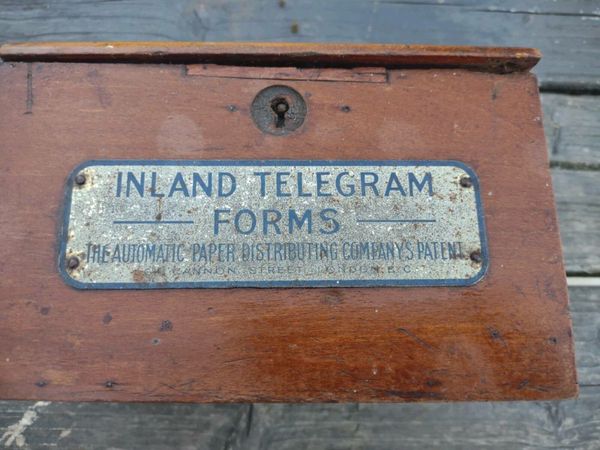 INLAND TELEGRAM
FORMS
THE AUTOMATIC PAPER DISTRIBUTING COMPANY'S PATENT
CANNON STREET LONDON E.C.